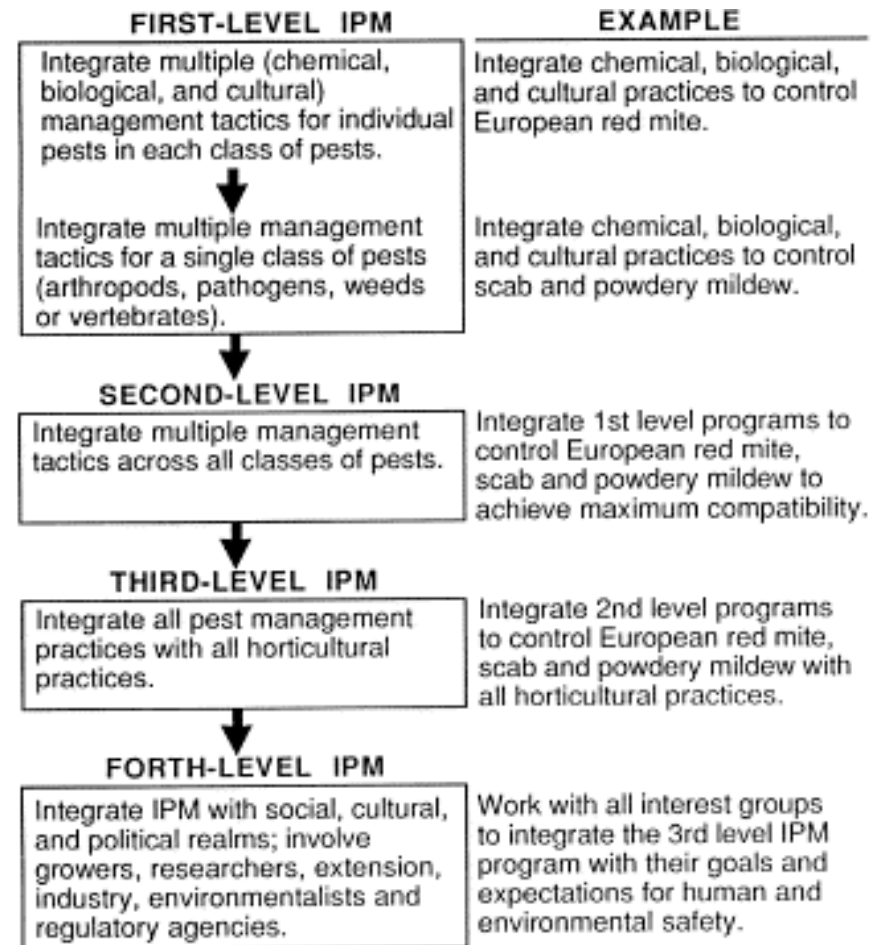 FIRST-LEVEL IPM
EXAMPLE
Integrate multiple (chemical,
biological, and cultural)
management tactics for individual
pests in each class of pests.
Integrate chemical, biological,
and cultural practices to control
European red mite.
Integrate multiple management
tactics for a single class of pests
(arthropods, pathogens, weeds
or vertebrates).
Integrate chemical, biological,
and cultural practices to control
scab and powdery mildew.
SECOND-LEVEL IPM
Integrate multiple management
tactics across all classes of pests.
Integrate 1st level programs to
control European red mite,
scab and powdery mildew to
achieve maximum compatibility.
THIRD-LEVEL IPM
Integrate all pest management
practices with all horticultural
practices.
Integrate 2nd level programs
to control European red mite,
scab and powdery mildew with
all horticultural practices.
FORTH-LEVEL IPM
Integrate IPM with social, cultural,
and political realms; involve
growers, researchers, extension,
industry, environmentalists and
regulatory agencies.
Work with all interest groups
to integrate the 3rd level IPM
program with their goals and
expectations for human and
environmental safety.